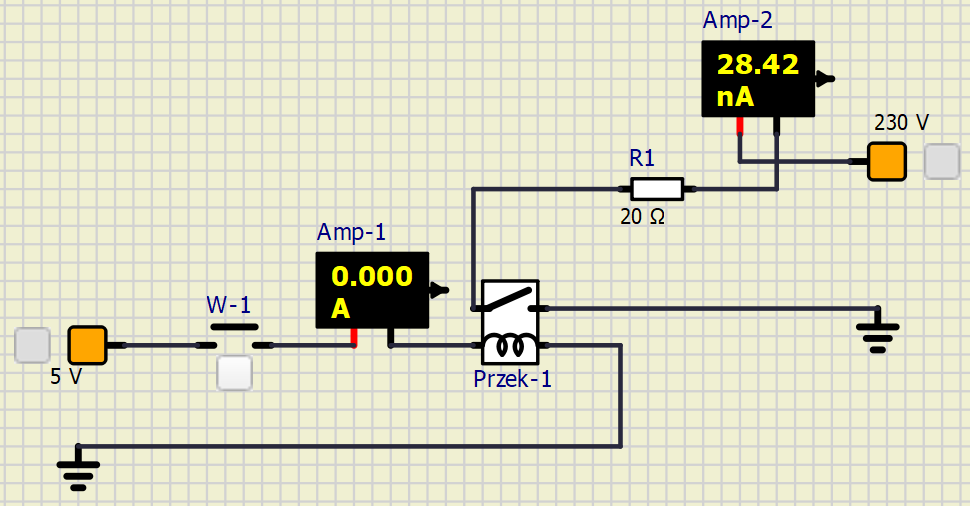 Amp-2
28.42
nA
230 V
R1
20 Ω
Amp-1
0.000
A
W-1
5 V
Przek-1